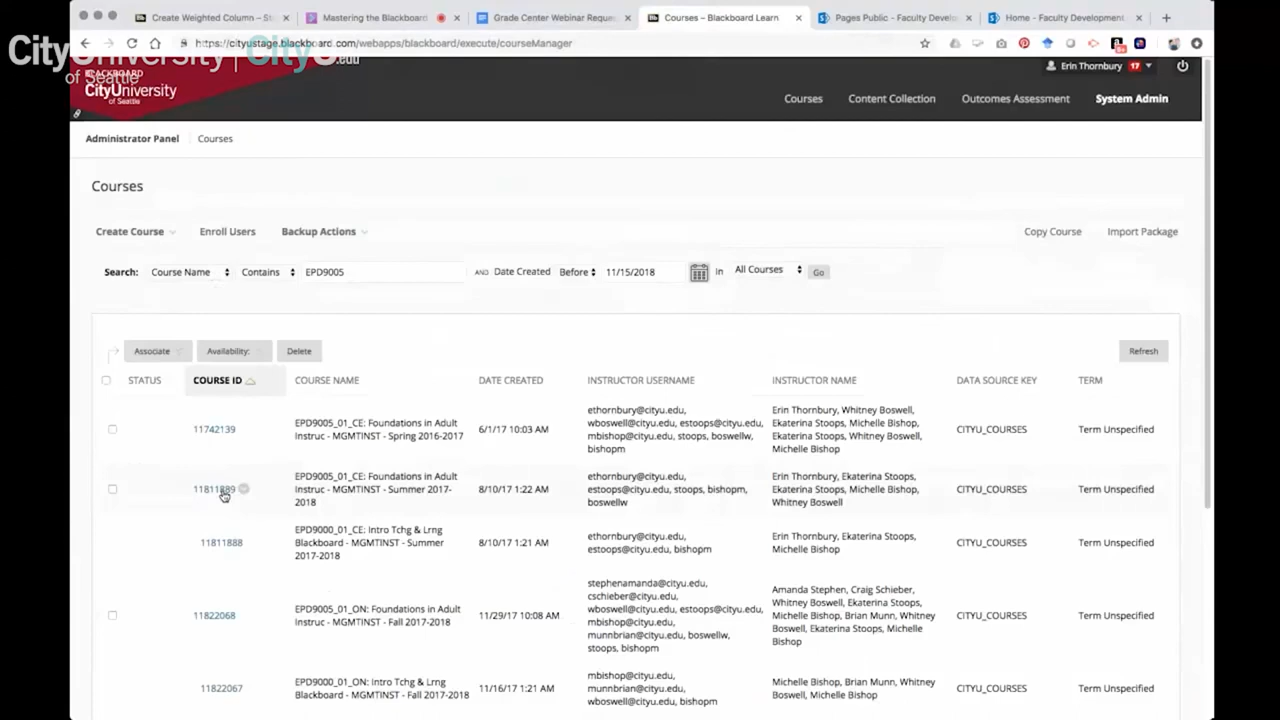 Create Weighted Column – St
Mastering the Blackboard
Grade Center Webinar Reque
Courses – Blackboard Learn
Pages Public - Faculty Develo
Home - Faculty Development
https://cityustage.blackboard.com/webapps/blackboard/execute/courseManager
CityUniversity | CityU.edu
of Seattle
BLACKBOARD
CityUniversity
of Seattle
Erin Thornbury 17
Courses Content Collection Outcomes Assessment System Admin
Administrator Panel Courses
Courses
Create Course Enroll Users Backup Actions Copy Course Import Package
Search: Course Name Contains EPD9005 AND Date Created Before 11/15/2018 in All Courses Go
Associate Availability: Delete Refresh
STATUS COURSE ID COURSE NAME DATE CREATED INSTRUCTOR USERNAME INSTRUCTOR NAME DATA SOURCE KEY TERM
11742139
EPD9005_01_CE: Foundations in Adult
Instruc - MGMTINST - Spring 2016-2017
6/1/17 10:03 AM
ethornbury@cityu.edu,
wboswell@cityu.edu, estoops@cityu.edu,
mbishop@cityu.edu, stoops, boswellw,
bishopm
Erin Thornbury, Whitney Boswell,
Ekaterina Stoops, Michelle Bishop,
Ekaterina Stoops, Whitney Boswell,
Michelle Bishop
CITYU_COURSES
Term Unspecified
11811889
EPD9005_01_CE: Foundations in Adult
Instruc - MGMTINST - Summer 2017-
2018
8/10/17 1:22 AM
ethornbury@cityu.edu,
estoops@cityu.edu, stoops, bishopm,
boswellw
Erin Thornbury, Ekaterina Stoops,
Ekaterina Stoops, Michelle Bishop,
Whitney Boswell
CITYU_COURSES
Term Unspecified
11811888
EPD9000_01_CE: Intro Tchg & Lrng
Blackboard - MGMTINST - Summer
2017-2018
8/10/17 1:21 AM
ethornbury@cityu.edu,
estoops@cityu.edu, bishopm
Erin Thornbury, Ekaterina Stoops,
Michelle Bishop
CITYU_COURSES
Term Unspecified
11822068
EPD9005_01_ON: Foundations in Adult
Instruc - MGMTINST - Fall 2017-2018
11/29/17 10:08 AM
stephenamanda@cityu.edu,
cschieber@cityu.edu,
wboswell@cityu.edu, estoops@cityu.edu,
mbishop@cityu.edu,
munnbrian@cityu.edu, boswellw,
stoops, bishopm
Amanda Stephen, Craig Schieber,
Whitney Boswell, Ekaterina Stoops,
Michelle Bishop, Brian Munn, Whitney
Boswell, Ekaterina Stoops, Michelle
Bishop
CITYU_COURSES
Term Unspecified
11822067
EPD9000_01_ON: Intro Tchg & Lrng
Blackboard - MGMTINST - Fall 2017-2018
11/16/17 1:21 AM
mbishop@cityu.edu,
munnbrian@cityu.edu,
wboswell@cityu.edu, bishopm
Michelle Bishop, Brian Munn, Whitney
Boswell, Michelle Bishop
CITYU_COURSES
Term Unspecified